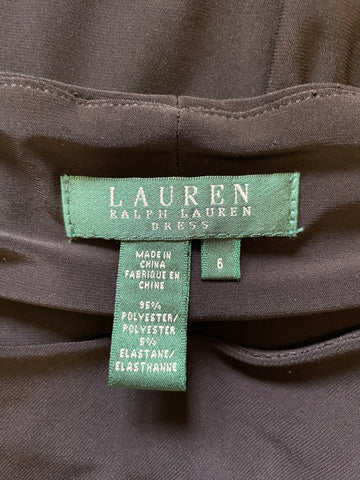 LAUREN
RALPH LAUREN
DRESS
6
MADE IN
CHINA
FABRIQUE EN
CHINE
95%
POLYESTER/
POLYESTER
5%
ELASTANE/
ELASTHANNE